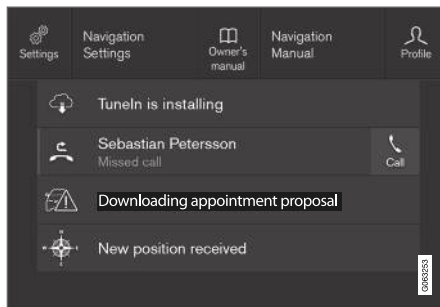 Settings
Navigation
Settings
Owner's
manual
Navigation
Manual
Profile
TuneIn is installing
Sebastian Petersson
Missed call
Call
Downloading appointment proposal
New position received
G063253